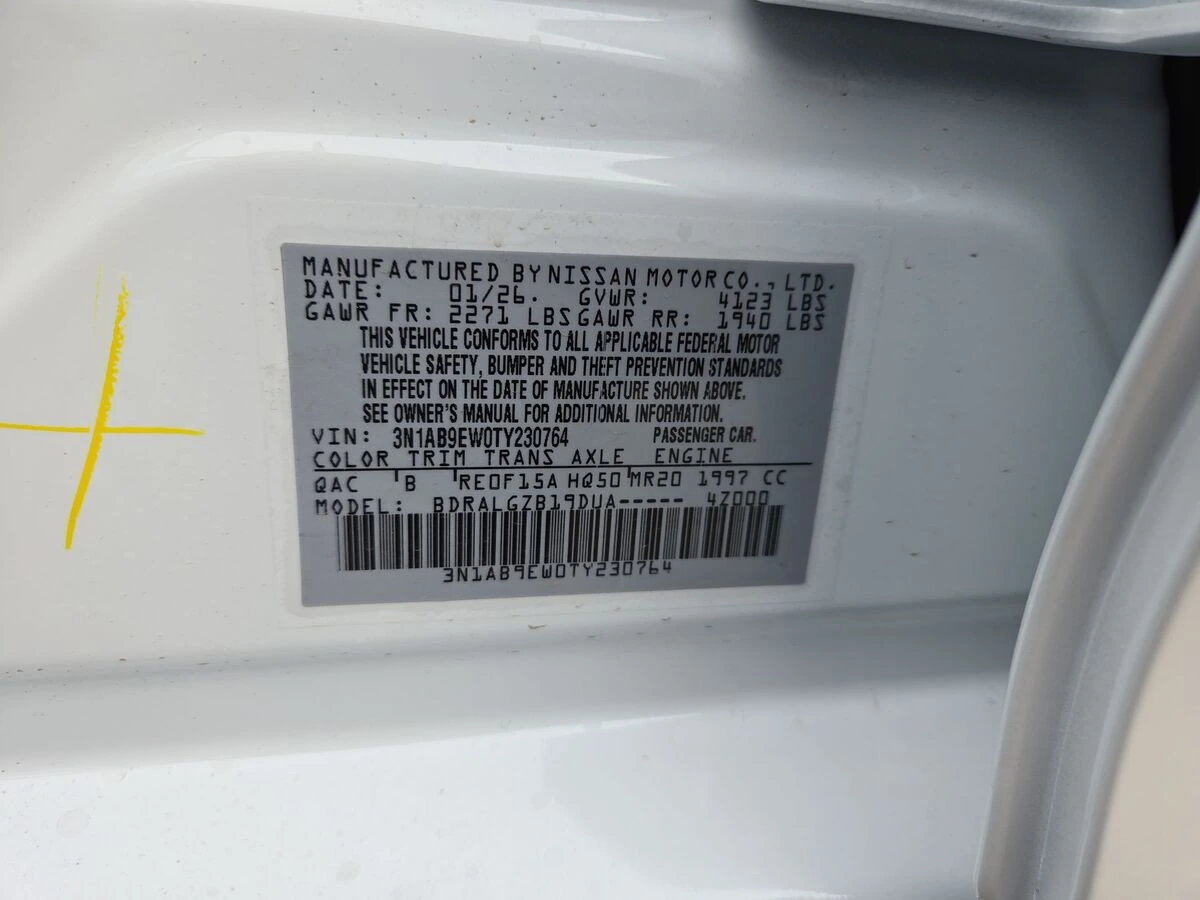 MANUFACTURED BY NISSAN MOTOR CO., LTD.
DATE: 01/26. GVWR: 4123 LBS
GAWR FR: 2271 LBS GAWR RR: 1940 LBS
THIS VEHICLE CONFORMS TO ALL APPLICABLE FEDERAL MOTOR
VEHICLE SAFETY, BUMPER AND THEFT PREVENTION STANDARDS
IN EFFECT ON THE DATE OF MANUFACTURE SHOWN ABOVE.
SEE OWNER'S MANUAL FOR ADDITIONAL INFORMATION.
VIN: 3N1AB9EW0TY230764 PASSENGER CAR.
COLOR TRIM TRANS AXLE ENGINE
QAC B RE0F15A HQ50 MR20 1997 CC
MODEL: BDRALGZB19DUA----- 4Z000
3N1AB9EW0TY230764